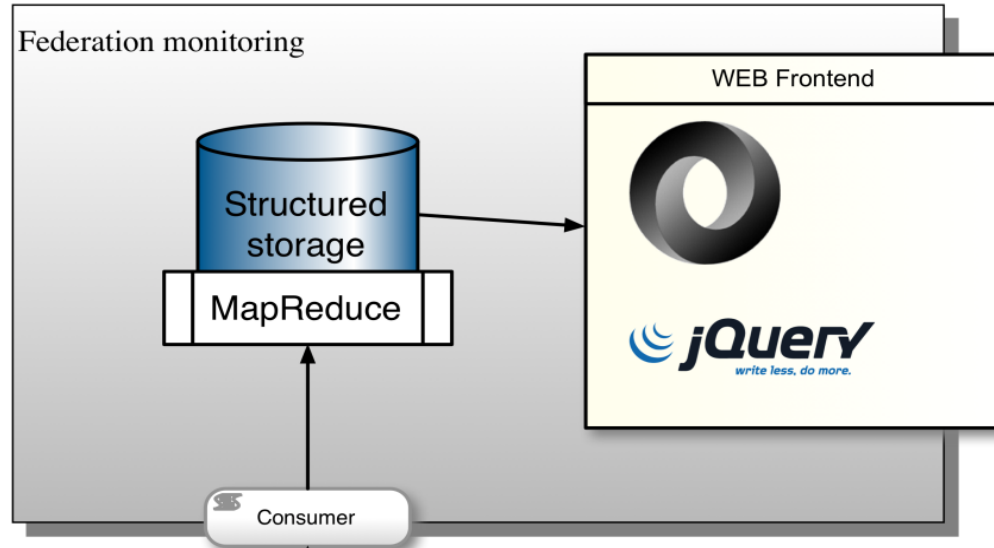 Federation monitoring
WEB Frontend
Structured
storage
MapReduce
jQuery
write less, do more.
Consumer